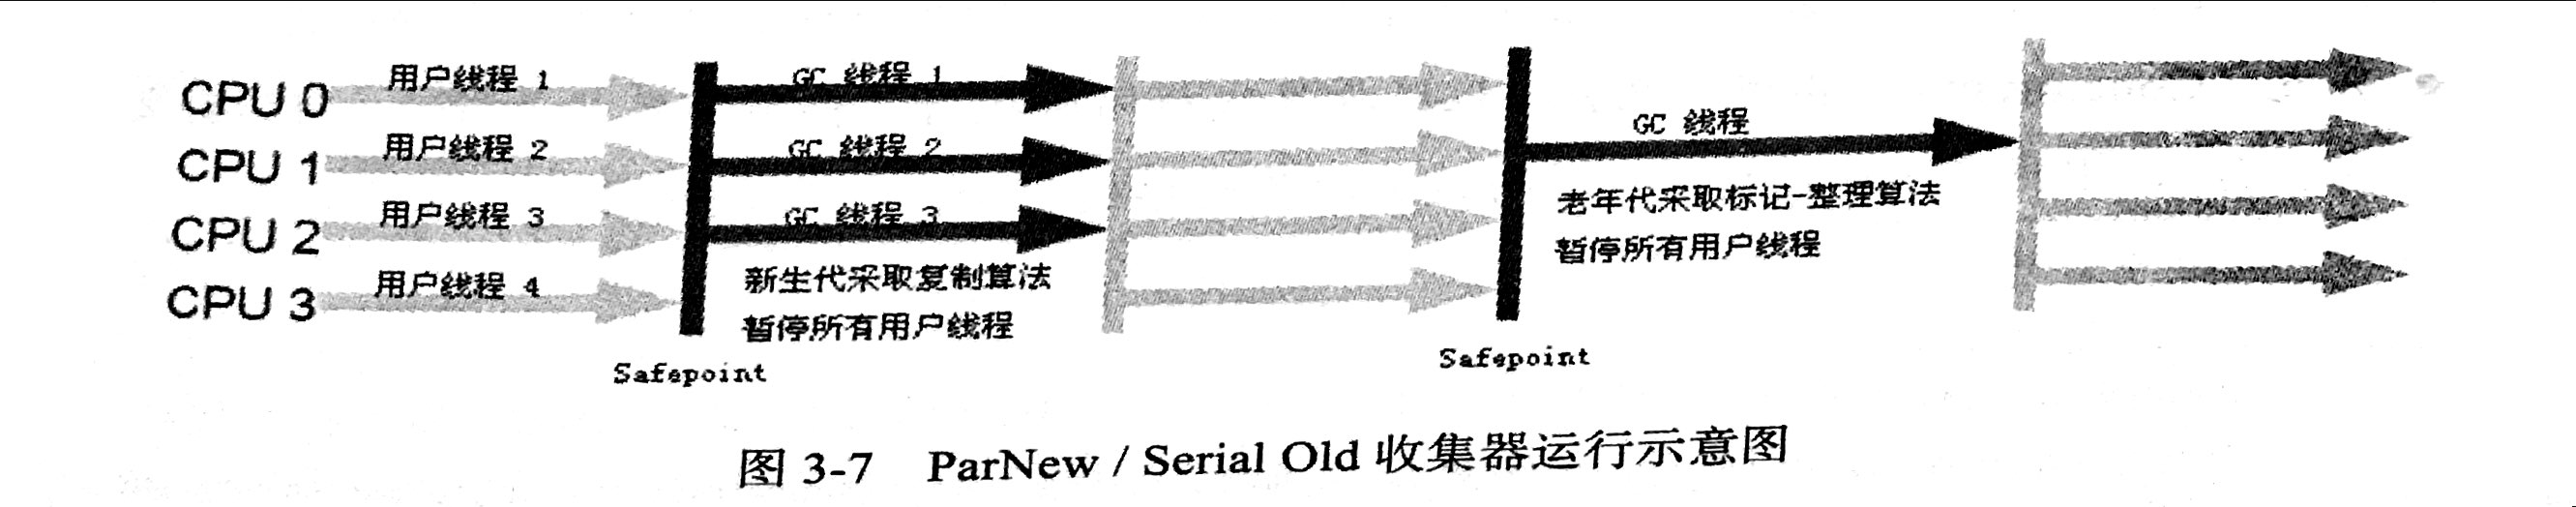 CPU 0 用户线程 1 GC 线程 1
CPU 1 用户线程 2 GC 线程 2 GC 线程
CPU 2 用户线程 3 GC 线程 3 老年代采取标记-整理算法
暂停所有用户线程
CPU 3 用户线程 4 新生代采取复制算法
暂停所有用户线程
Safepoint Safepoint
图 3-7 ParNew / Serial Old 收集器运行示意图